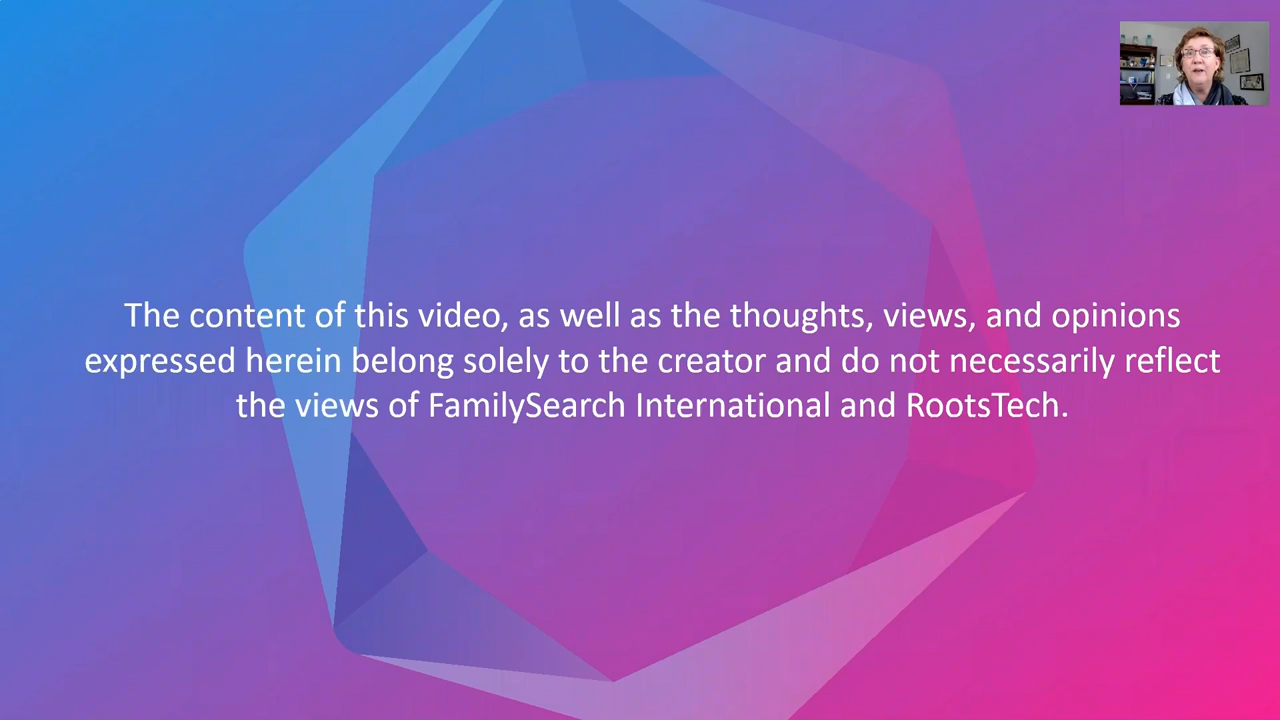 The content of this video, as well as the thoughts, views, and opinions
expressed herein belong solely to the creator and do not necessarily reflect
the views of FamilySearch International and RootsTech.